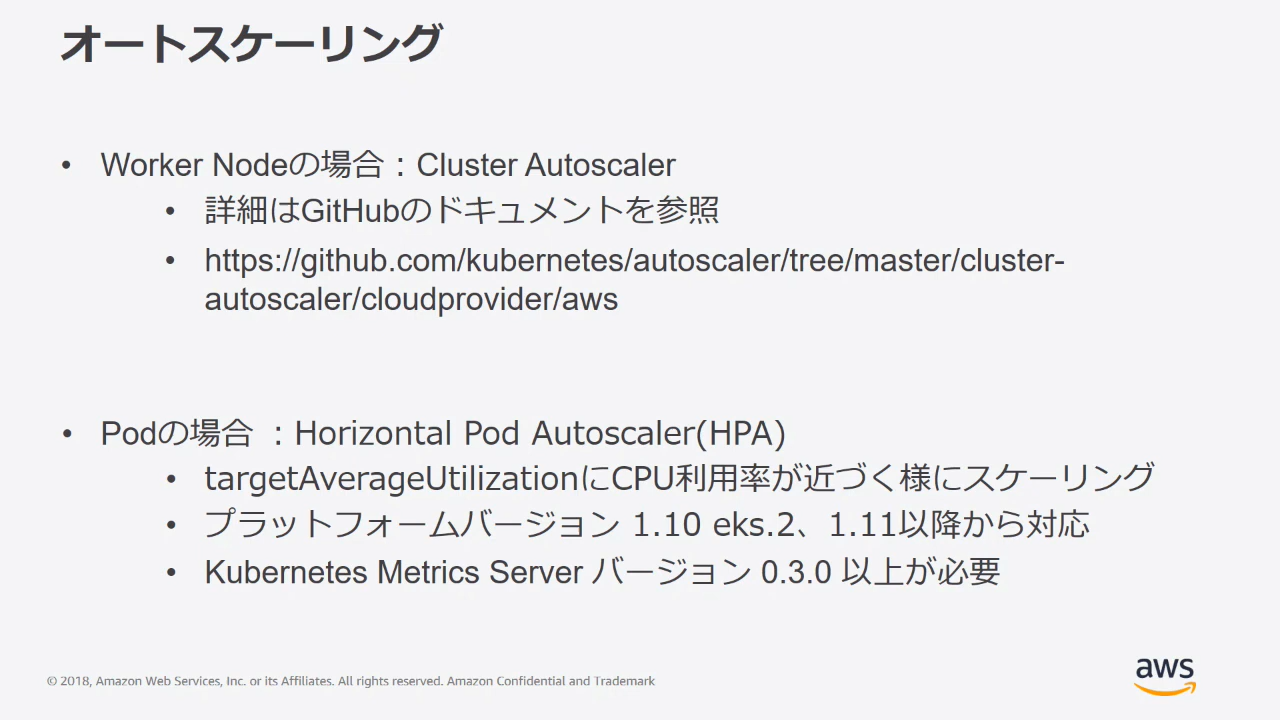 オートスケーリング
• Worker Nodeの場合：Cluster Autoscaler
• 詳細はGitHubのドキュメントを参照
• https://github.com/kubernetes/autoscaler/tree/master/cluster-
autoscaler/cloudprovider/aws
• Podの場合 ：Horizontal Pod Autoscaler(HPA)
• targetAverageUtilizationにCPU利用率が近づく様にスケーリング
• プラットフォームバージョン 1.10 eks.2、1.11以降から対応
• Kubernetes Metrics Server バージョン 0.3.0 以上が必要
© 2018, Amazon Web Services, Inc. or its Affiliates. All rights reserved. Amazon Confidential and Trademark
aws